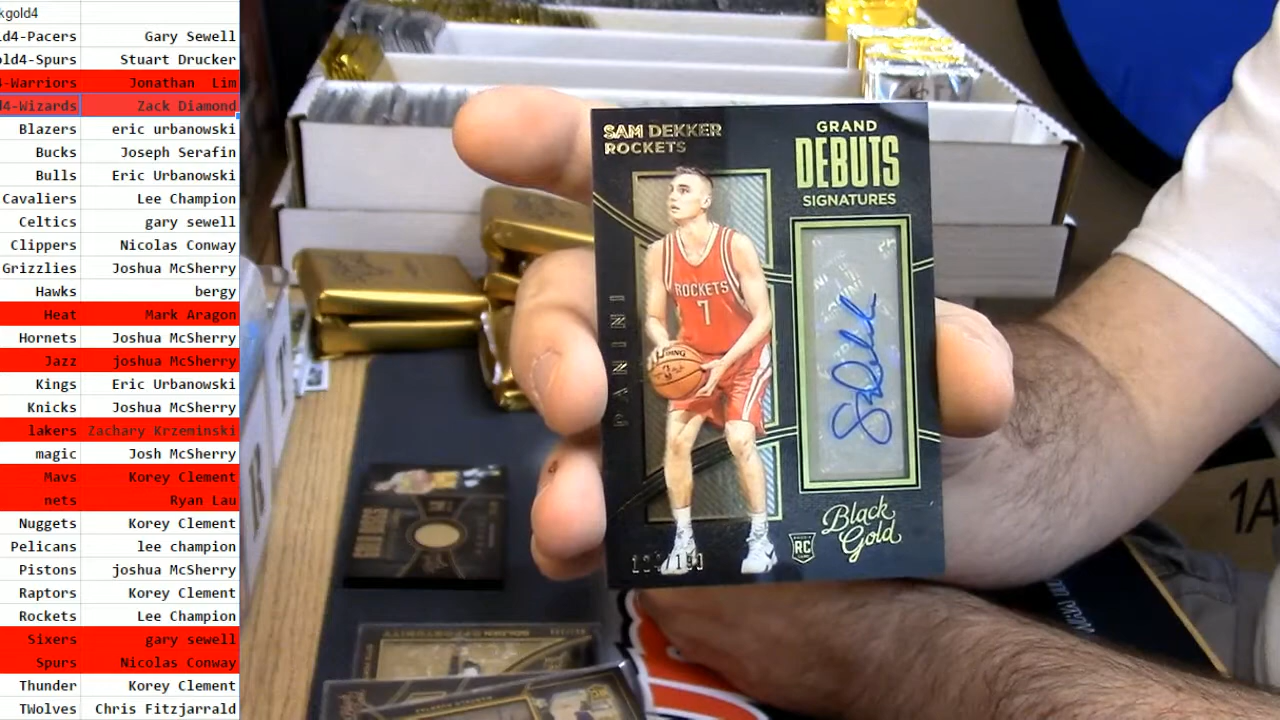 kgold4
ld4-Pacers Gary Sewell
old4-Spurs Stuart Drucker
4-Warriors Jonathan Lim
d4-Wizards Zack Diamond
Blazers eric urbanowski
Bucks Joseph Serafin
Bulls Eric Urbanowski
Cavaliers Lee Champion
Celtics gary sewell
Clippers Nicolas Conway
Grizzlies Joshua McSherry
Hawks bergy
Heat Mark Aragon
Hornets Joshua McSherry
Jazz joshua McSherry
Kings Eric Urbanowski
Knicks Joshua McSherry
lakers Zachary Krzeminski
magic Josh McSherry
Mavs Korey Clement
nets Ryan Lau
Nuggets Korey Clement
Pelicans lee champion
Pistons joshua McSherry
Raptors Korey Clement
Rockets Lee Champion
Sixers gary sewell
Spurs Nicolas Conway
Thunder Korey Clement
TWolves Chris Fitzjarrald
SAM DEKKER
ROCKETS
GRAND
DEBUTS
SIGNATURES
PANINI
ROCKETS
7
Black
Gold
RC
1A